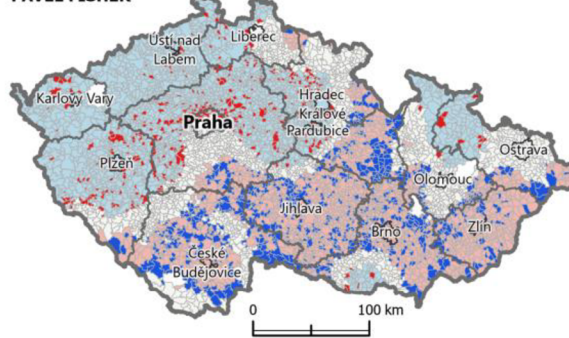 Ústí nad
Labem
Liberec
Karlovy Vary
Hradec
Králové
Praha
Pardubice
Plzeň
Ostrava
Olomouc
Jihlava
Brno
Zlín
České
Budějovice
0 100 km